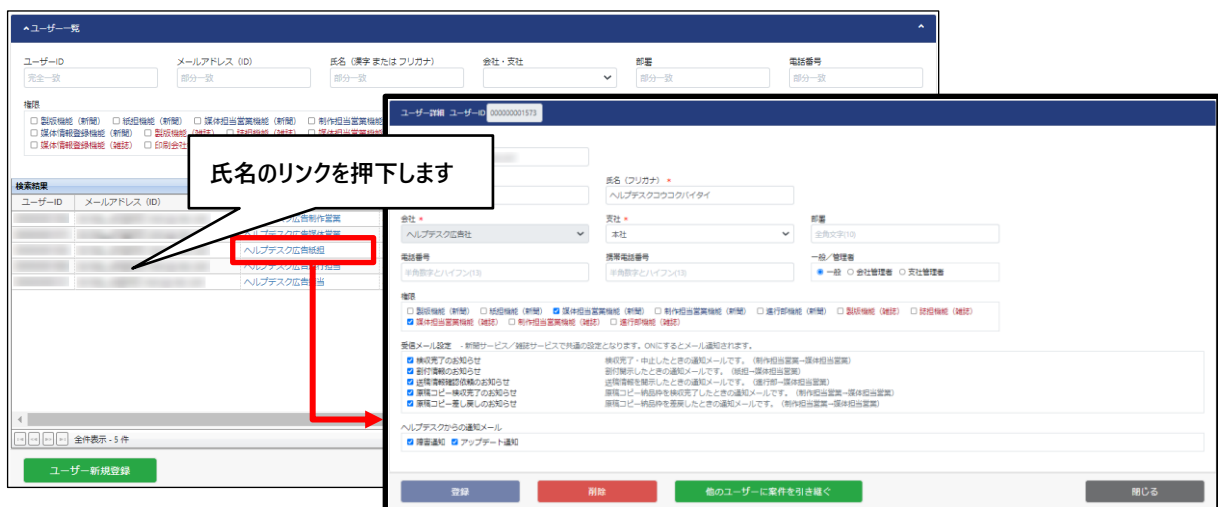 ユーザー一覧
ユーザーID メールアドレス (ID) 氏名 (漢字 または フリガナ) 会社・支社 部署 電話番号
完全一致 部分一致 部分一致 部分一致 部分一致
権限
製版機能 (新聞) 紙担機能 (新聞) 媒体担当営業機能 (新聞) 制作担当営業機能
媒体情報登録機能 (新聞) 製版機能 (雑誌) 誌担機能 (雑誌) 媒体担当営業機能
媒体情報登録機能 (雑誌) 印刷会社
氏名のリンクを押下します
検索結果
ユーザーID メールアドレス (ID)
広告制作営業
ヘルプデスク広告媒体営業
ヘルプデスク広告紙担
ヘルプデスク広告進行担当
ヘルプデスク広告担当
全件表示 - 5 件
ユーザー新規登録
ユーザー詳細 ユーザーID 000000001573
氏名 (フリガナ) *
ヘルプデスクコウコクバイタイ
会社 * 支社 * 部署
ヘルプデスク広告社 本社 全角文字(10)
電話番号 携帯電話番号 一般/管理者
半角数字とハイフン(13) 半角数字とハイフン(13) 一般 会社管理者 支社管理者
権限
製版機能 (新聞) 紙担機能 (新聞) 媒体担当営業機能 (新聞) 制作担当営業機能 (新聞) 進行部機能 (新聞) 製版機能 (雑誌) 誌担機能 (雑誌)
媒体担当営業機能 (雑誌) 制作担当営業機能 (雑誌) 進行部機能 (雑誌)
受信メール設定 - 新聞サービス/雑誌サービスで共通の設定となります。ONにするとメール通知されます。
検収完了のお知らせ 検収完了・中止したときの通知メールです。 (制作担当営業→媒体担当営業)
割付情報のお知らせ 割付開示したときの通知メールです。 (紙担→媒体担当営業)
送稿情報確認依頼のお知らせ 送稿情報を開示したときの通知メールです。 (進行部→媒体担当営業)
原稿コピー検収完了のお知らせ 原稿コピー納品枠を検収完了したときの通知メールです。 (制作担当営業→媒体担当営業)
原稿コピー差し戻しのお知らせ 原稿コピー納品枠を差戻したときの通知メールです。 (制作担当営業→媒体担当営業)
ヘルプデスクからの通知メール
障害通知 アップデート通知
登録 削除 他のユーザーに案件を引き継ぐ 閉じる